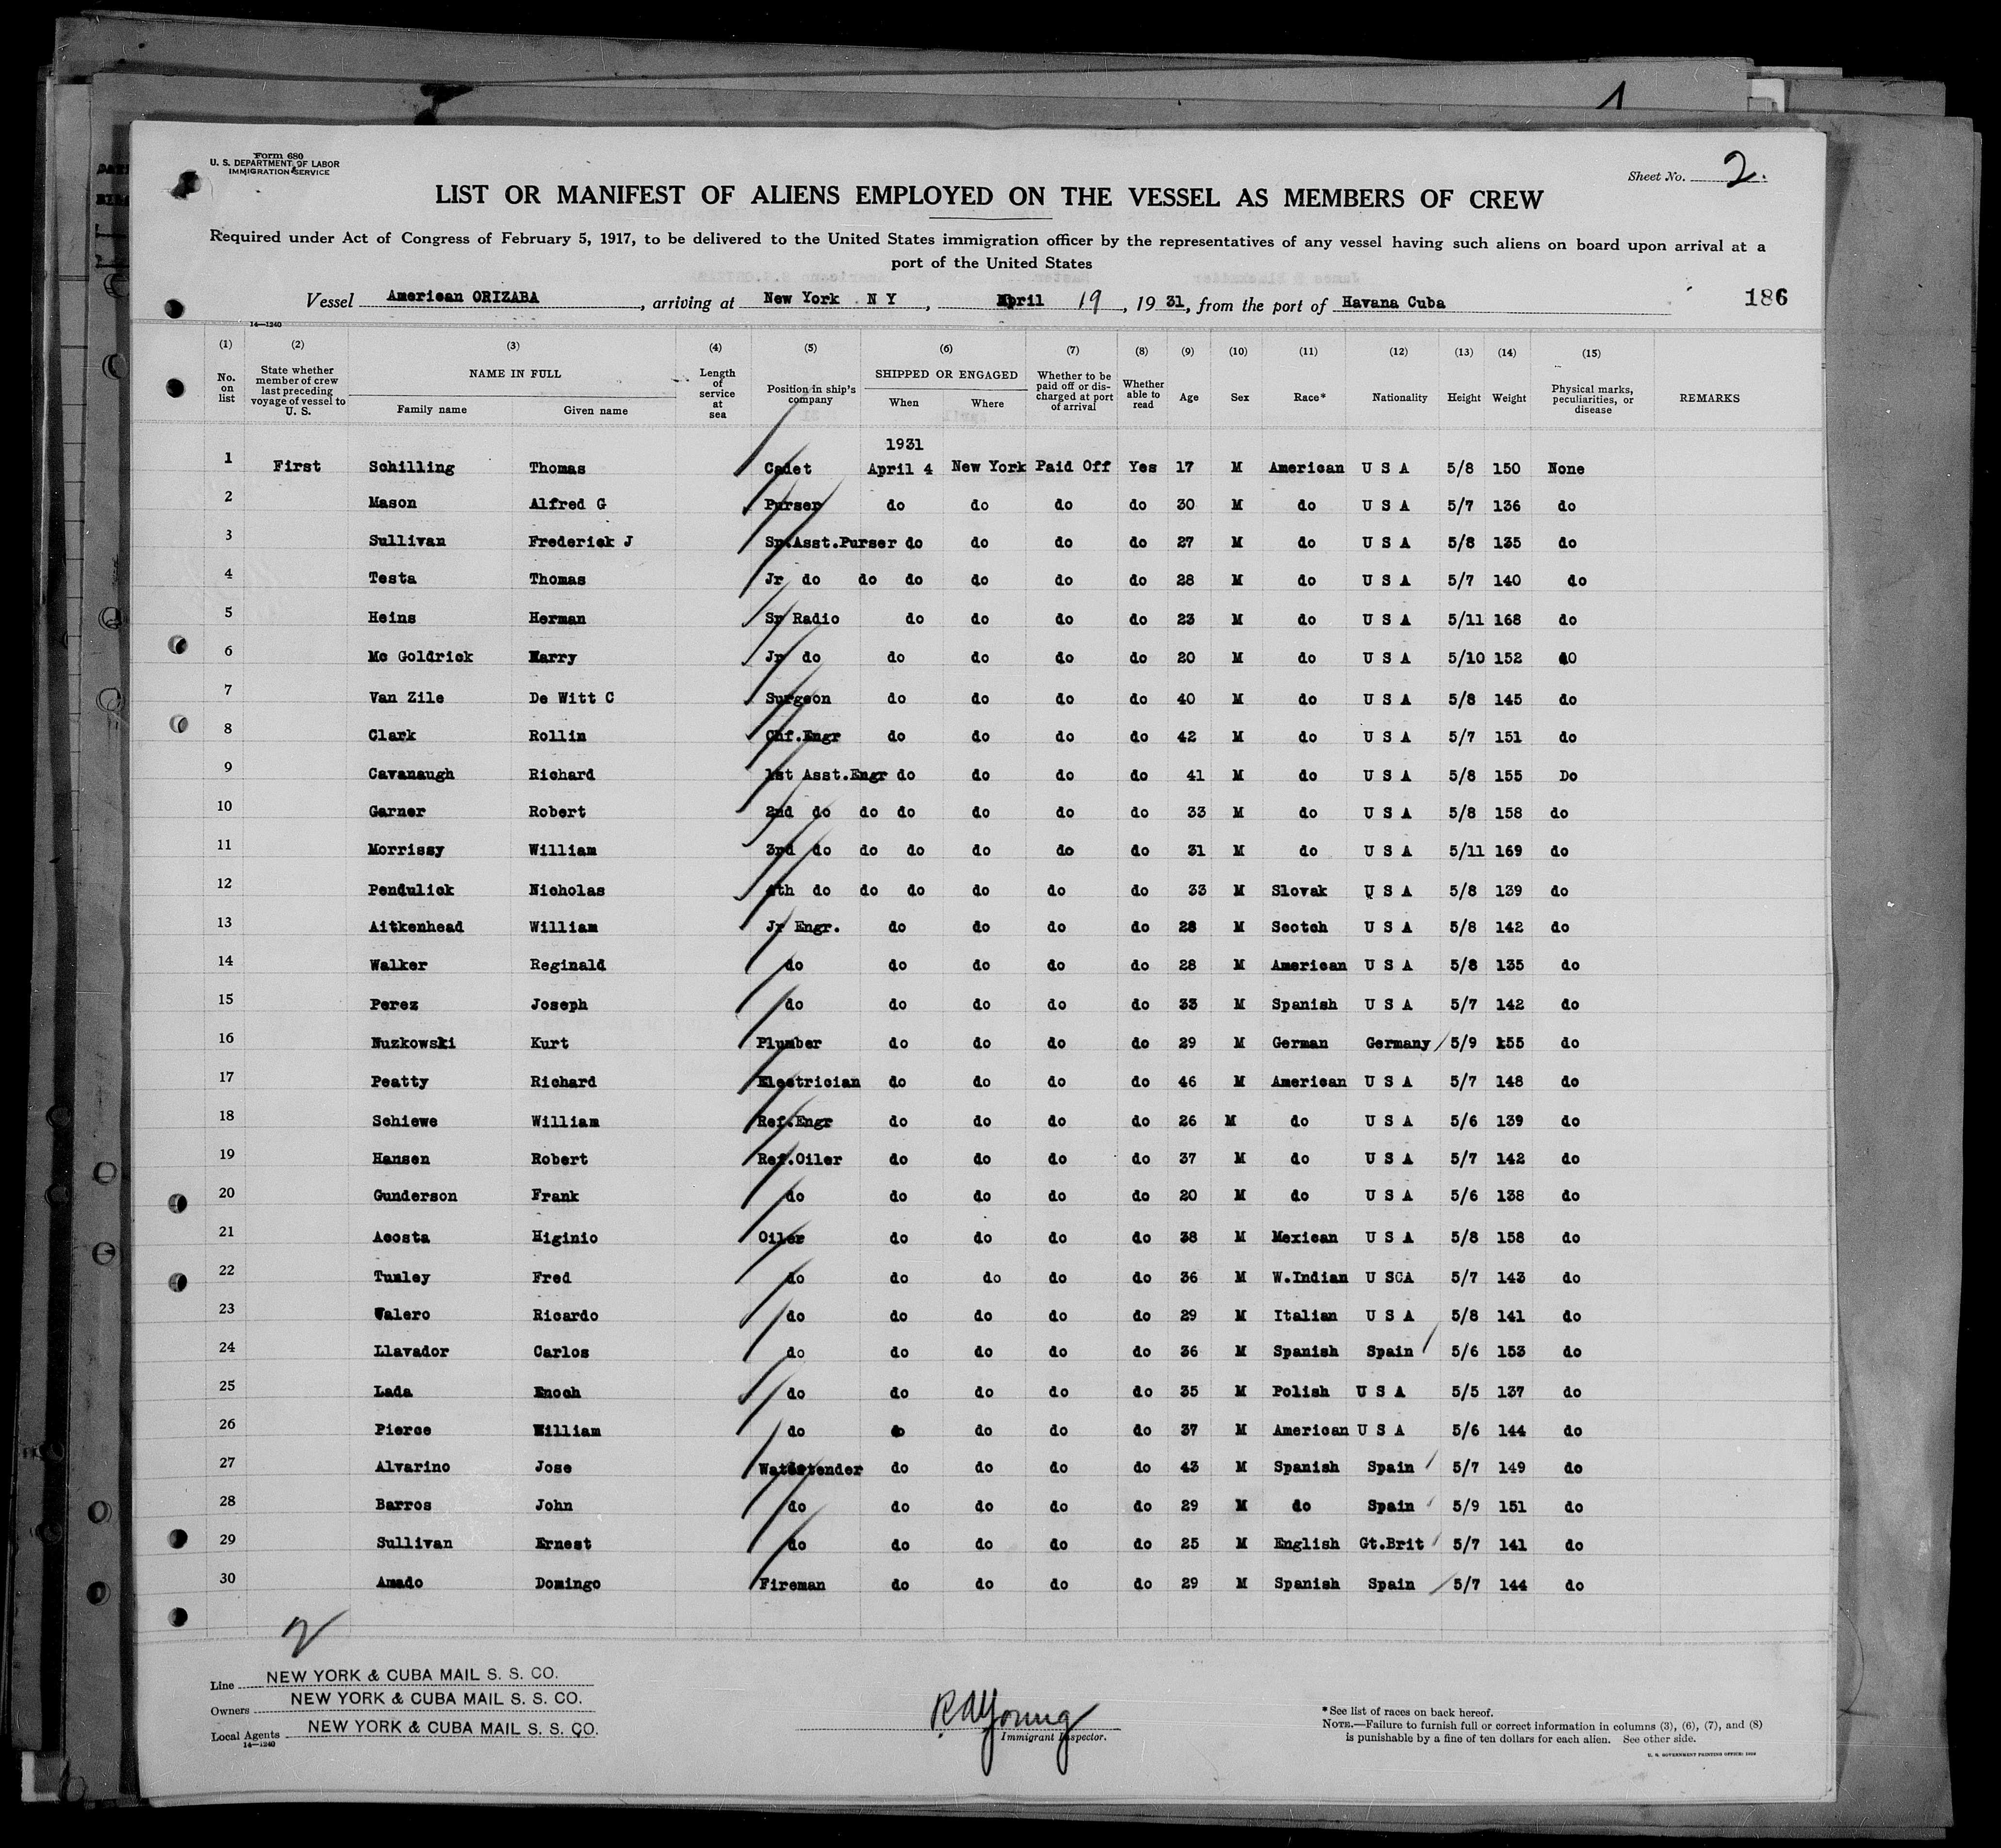 Form 680
U. S. DEPARTMENT OF LABOR
IMMIGRATION SERVICE
Sheet No. 2.
LIST OR MANIFEST OF ALIENS EMPLOYED ON THE VESSEL AS MEMBERS OF CREW
Required under Act of Congress of February 5, 1917, to be delivered to the United States immigration officer by the representatives of any vessel having such aliens on board upon arrival at a
port of the United States
Vessel American ORIZABA, arriving at New York N Y, April 19, 1931, from the port of Havana Cuba 186
14—1240
(1) (2) (3) (4) (5) (6) (7) (8) (9) (10) (11) (12) (13) (14) (15)
No. on list State whether member of crew last preceding voyage of vessel to U. S. NAME IN FULL Family name Given name Length of service at sea Position in ship's company SHIPPED OR ENGAGED When Where Whether to be paid off or discharged at port of arrival Whether able to read Age Sex Race* Nationality Height Weight Physical marks, peculiarities, or disease REMARKS
1931
1 First Schilling Thomas Cadet April 4 New York Paid Off Yes 17 M American U S A 5/8 150 None
2 Mason Alfred G Purser do do do do 30 M do U S A 5/7 136 do
3 Sullivan Frederick J Sr.Asst.Purser do do do do 27 M do U S A 5/8 135 do
4 Testa Thomas Jr do do do do do do 28 M do U S A 5/7 140 do
5 Heins Herman Sr Radio do do do do 23 M do U S A 5/11 168 do
6 Mc Goldrick Harry Jr do do do do do 20 M do U S A 5/10 152 dO
7 Van Zile De Witt C Surgeon do do do do 40 M do U S A 5/8 145 do
8 Clark Rollin Chf.Engr do do do do 42 M do U S A 5/7 151 do
9 Cavanaugh Richard 1st Asst.Engr do do do do 41 M do U S A 5/8 155 Do
10 Garner Robert 2nd do do do do do do 33 M do U S A 5/8 158 do
11 Morrissy William 3rd do do do do do do 31 M do U S A 5/11 169 do
12 Pendulick Nicholas 4th do do do do do do 33 M Slovak U S A 5/8 139 do
13 Aitkenhead William Jr Engr. do do do do 28 M Scotch U S A 5/8 142 do
14 Walker Reginald do do do do do 28 M American U S A 5/8 135 do
15 Perez Joseph do do do do do 33 M Spanish U S A 5/7 142 do
16 Nuzkowski Kurt Plumber do do do do 29 M German Germany 5/9 155 do
17 Peatty Richard Electrician do do do do 46 M American U S A 5/7 148 do
18 Schiewe William Ref.Engr do do do do 26 M do U S A 5/6 139 do
19 Hansen Robert Ref.Oiler do do do do 37 M do U S A 5/7 142 do
20 Gunderson Frank do do do do do 20 M do U S A 5/6 138 do
21 Acosta Higinio Oiler do do do do 38 M Mexican U S A 5/8 158 do
22 Tumley Fred do do do do do 36 M W.Indian U SCA 5/7 143 do
23 Valero Ricardo do do do do do 29 M Italian U S A 5/8 141 do
24 Llavador Carlos do do do do do 36 M Spanish Spain 5/6 153 do
25 Lada Enoch do do do do do 35 M Polish U S A 5/5 137 do
26 Pierce William do do do do do 37 M American U S A 5/6 144 do
27 Alvarino Jose Watertender do do do do 43 M Spanish Spain 5/7 149 do
28 Barros John do do do do do 29 M do Spain 5/9 151 do
29 Sullivan Ernest do do do do do 25 M English Gt.Brit 5/7 141 do
30 Amado Domingo Fireman do do do do 29 M Spanish Spain 5/7 144 do
2
Line NEW YORK & CUBA MAIL S. S. CO.
Owners NEW YORK & CUBA MAIL S. S. CO.
Local Agents NEW YORK & CUBA MAIL S. S. CO.
14—1240
R A Young
Immigrant Inspector.
*See list of races on back hereof.
NOTE.—Failure to furnish full or correct information in columns (3), (6), (7), and (8)
is punishable by a fine of ten dollars for each alien. See other side.